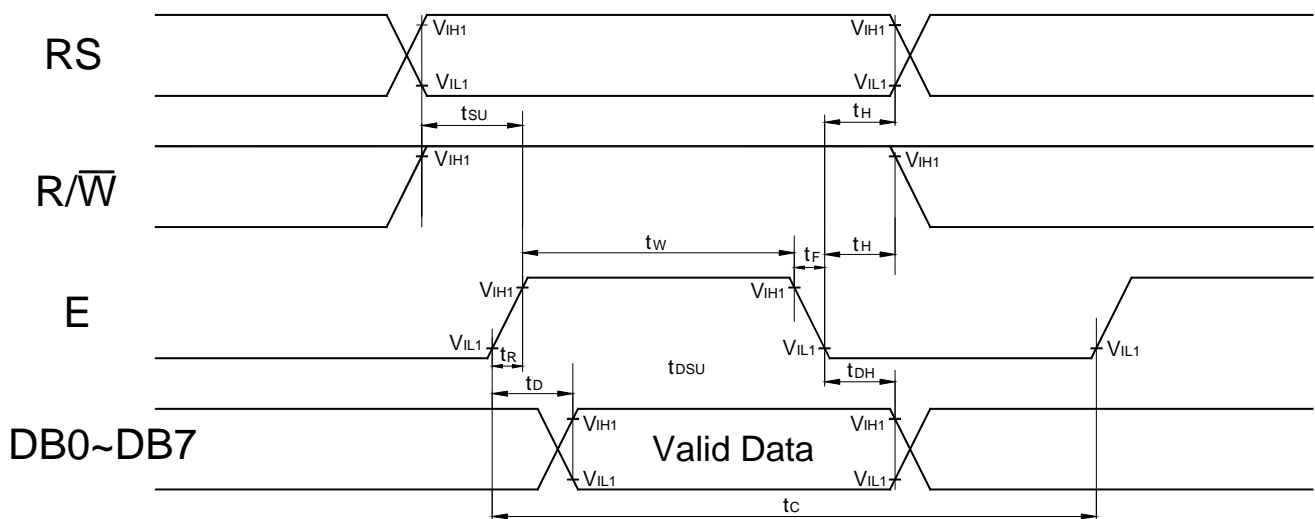 RS
VIH1
VIH1
VIL1
VIL1
tSU
tH
R/W̅
VIH1
VIH1
tW
tF
tH
E
VIH1
VIH1
VIL1
VIL1
VIL1
tR
tD
tDSU
tDH
DB0~DB7
VIH1
Valid Data
VIH1
VIL1
VIL1
tC